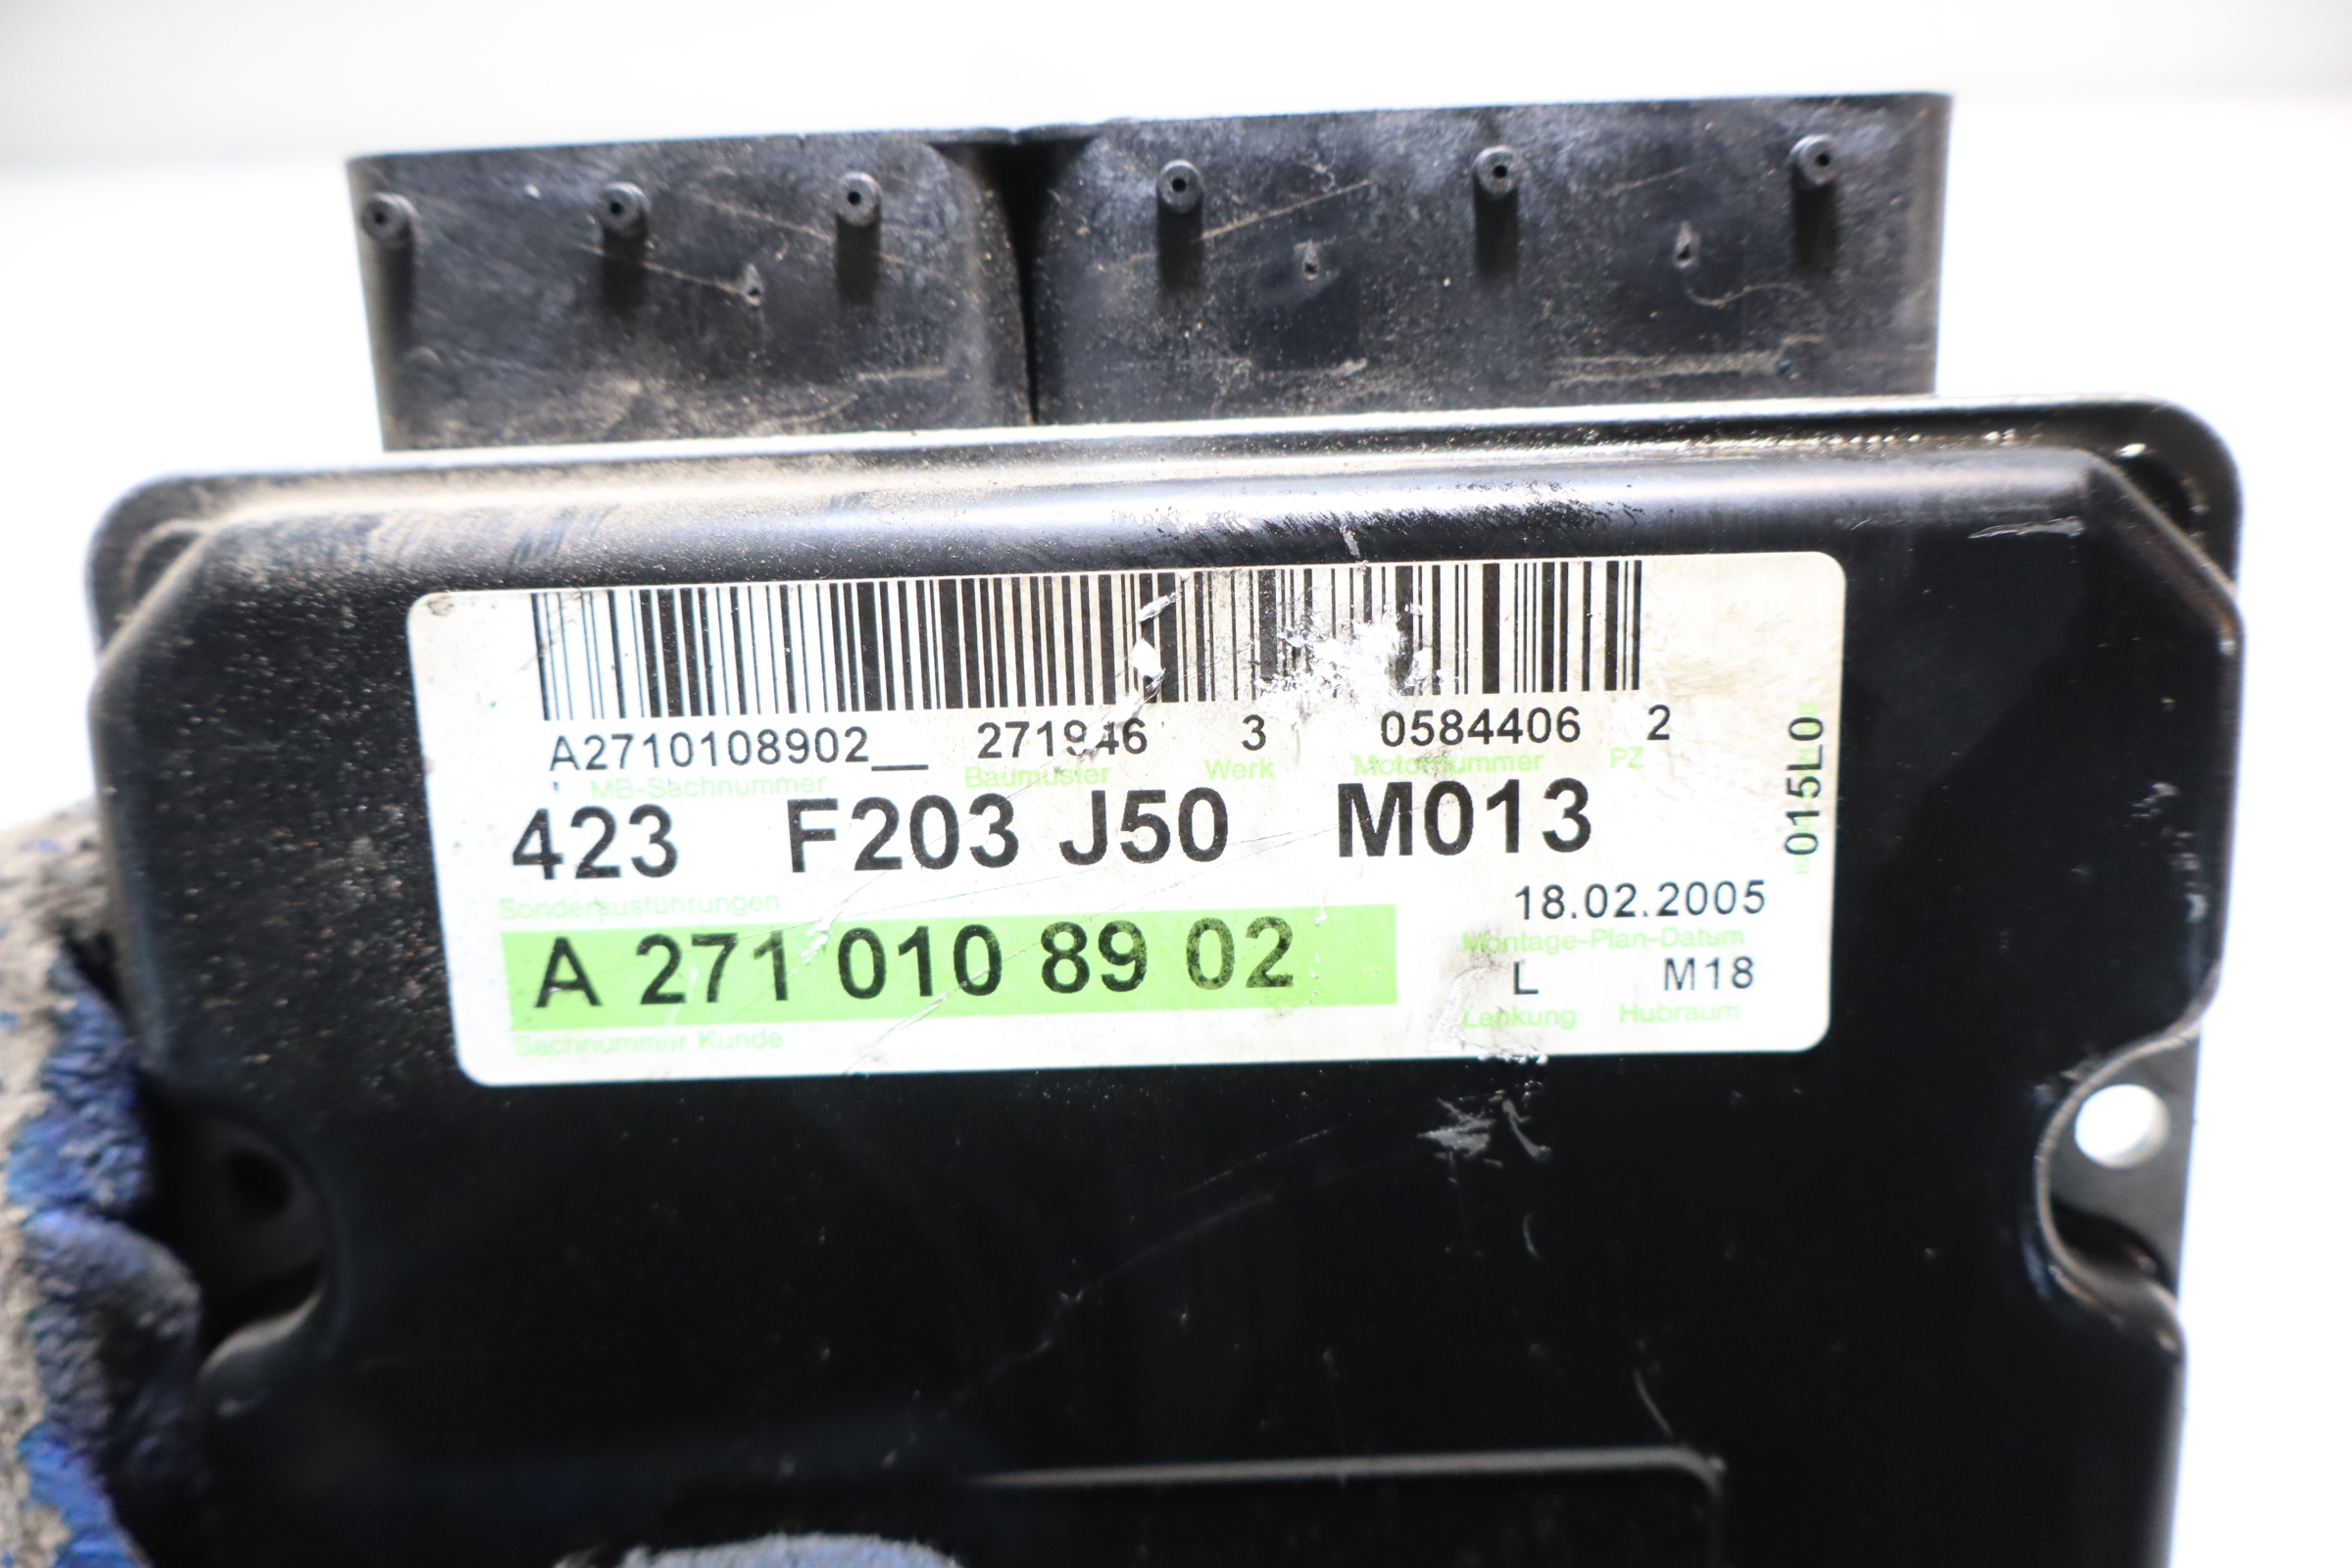 A2710108902__ 271946 3 0584406 2
MB-Sachnummer Baumuster Werk Motornummer PZ
423 F203 J50 M013
015L0
Sonderausführungen
18.02.2005
A 271 010 89 02
Montage-Plan-Datum
L M18
Lenkung Hubraum
Sachnummer Kunde